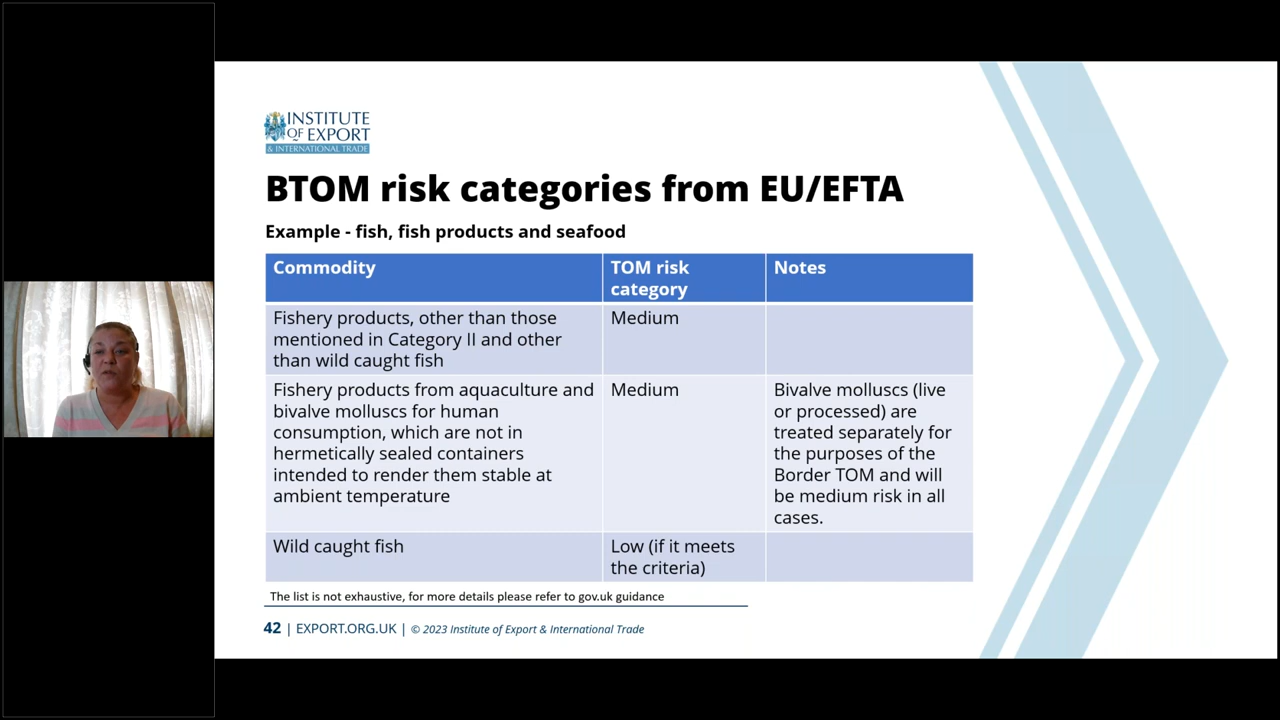 INSTITUTE
OF EXPORT
& INTERNATIONAL TRADE
BTOM risk categories from EU/EFTA
Example - fish, fish products and seafood
Commodity
TOM risk
category
Notes
Fishery products, other than those
mentioned in Category II and other
than wild caught fish
Medium
Fishery products from aquaculture and
bivalve molluscs for human
consumption, which are not in
hermetically sealed containers
intended to render them stable at
ambient temperature
Medium
Bivalve molluscs (live
or processed) are
treated separately for
the purposes of the
Border TOM and will
be medium risk in all
cases.
Wild caught fish
Low (if it meets
the criteria)
The list is not exhaustive, for more details please refer to gov.uk guidance
42 | EXPORT.ORG.UK | © 2023 Institute of Export & International Trade